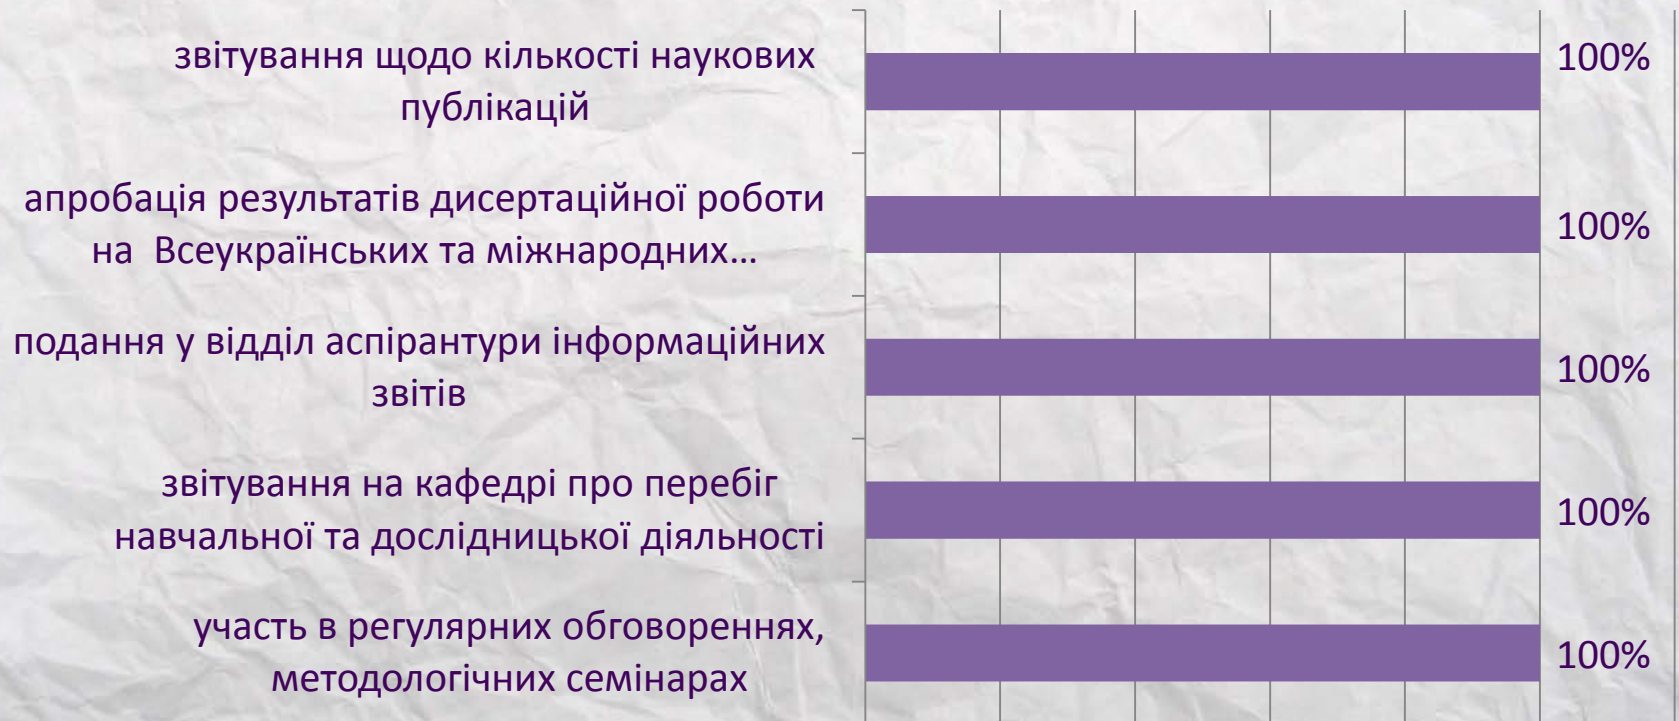 звітування щодо кількості наукових
публікацій
100%
апробація результатів дисертаційної роботи
на Всеукраїнських та міжнародних…
100%
подання у відділ аспірантури інформаційних
звітів
100%
звітування на кафедрі про перебіг
навчальної та дослідницької діяльності
100%
участь в регулярних обговореннях,
методологічних семінарах
100%